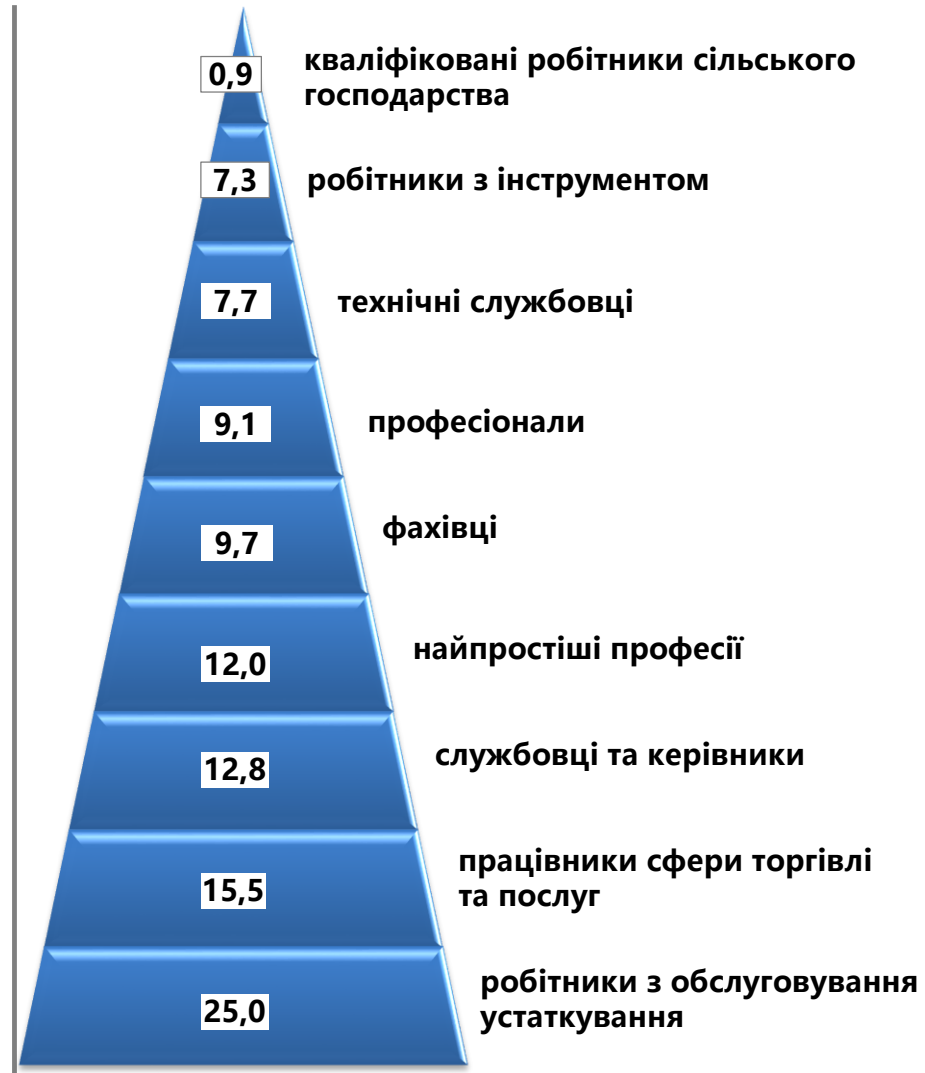 0,9
кваліфіковані робітники сільського
господарства
7,3
робітники з інструментом
7,7
технічні службовці
9,1
професіонали
9,7
фахівці
12,0
найпростіші професії
12,8
службовці та керівники
15,5
працівники сфери торгівлі
та послуг
25,0
робітники з обслуговування
устаткування